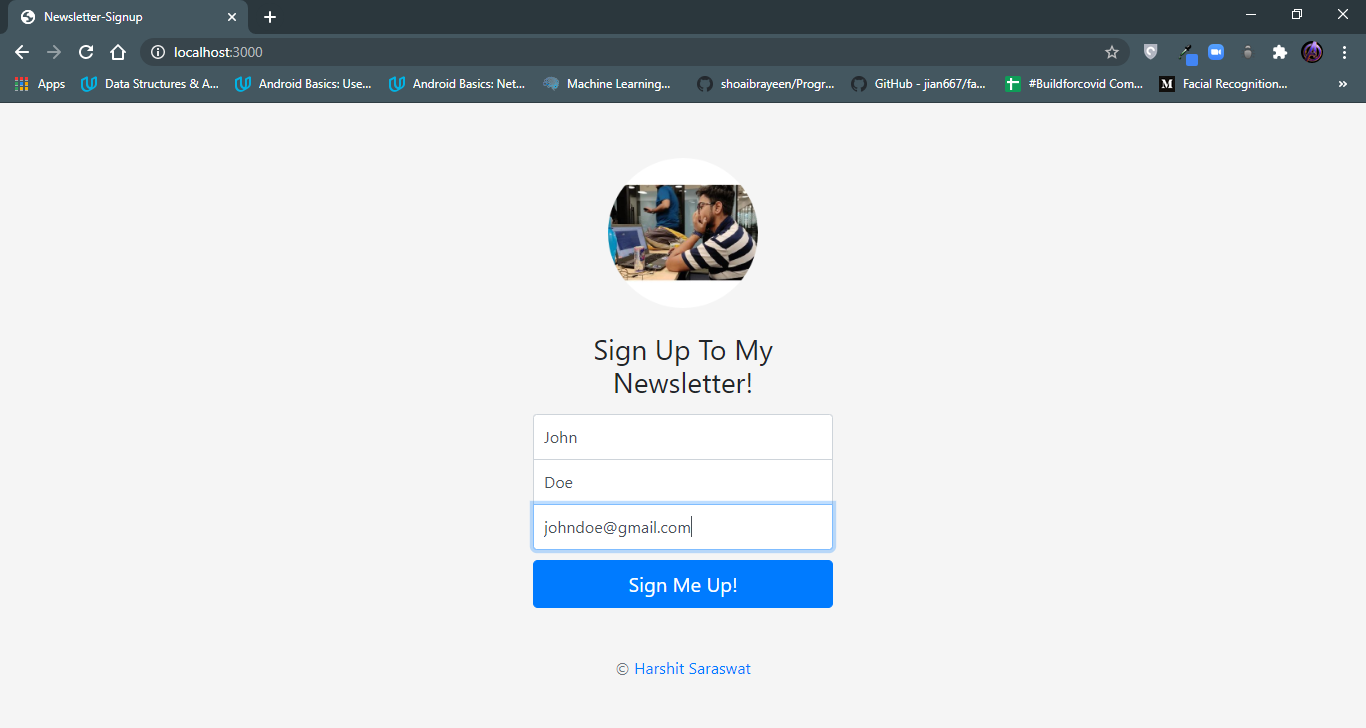 Newsletter-Signup
localhost:3000
Apps
Data Structures & A...
Android Basics: Use...
Android Basics: Net...
Machine Learning...
shoaibrayeen/Progr...
GitHub - jian667/fa...
#Buildforcovid Com...
Facial Recognition...
Sign Up To My
Newsletter!
John
Doe
johndoe@gmail.com
Sign Me Up!
© Harshit Saraswat